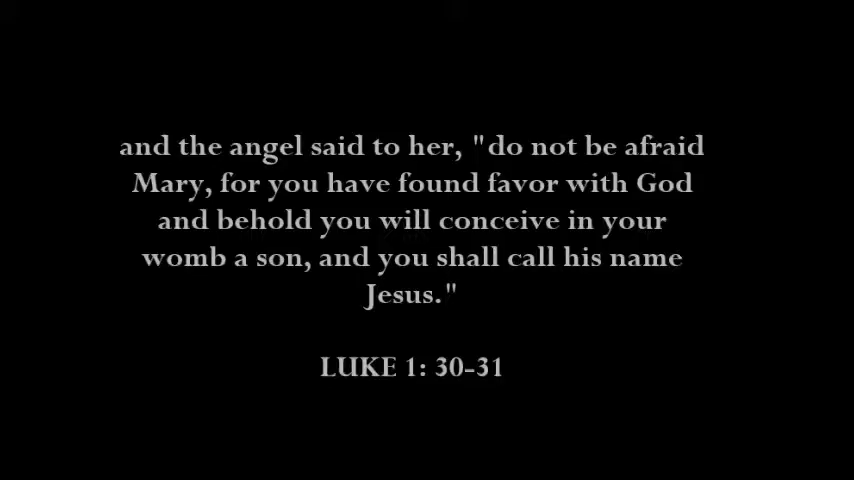 and the angel said to her, "do not be afraid
Mary, for you have found favor with God
and behold you will conceive in your
womb a son, and you shall call his name
Jesus."
LUKE 1: 30-31